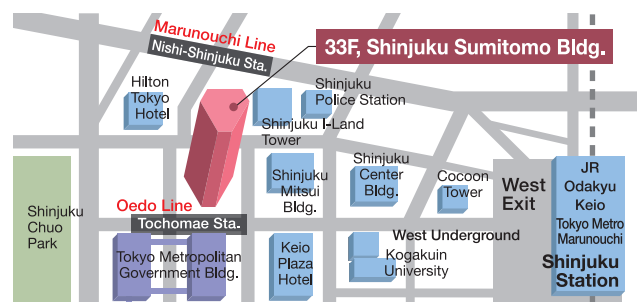 Marunouchi Line
Nishi-Shinjuku Sta.
33F, Shinjuku Sumitomo Bldg.
Hilton
Tokyo
Hotel
Shinjuku
Police Station
Shinjuku I-Land
Tower
Shinjuku
Mitsui
Bldg.
Shinjuku
Center
Bldg.
Cocoon
Tower
West
Exit
JR
Odakyu
Keio
Tokyo Metro
Marunouchi
Shinjuku
Station
Shinjuku
Chuo
Park
Oedo Line
Tochomae Sta.
Tokyo Metropolitan
Government Bldg.
Keio
Plaza
Hotel
West Underground
Kogakuin
University